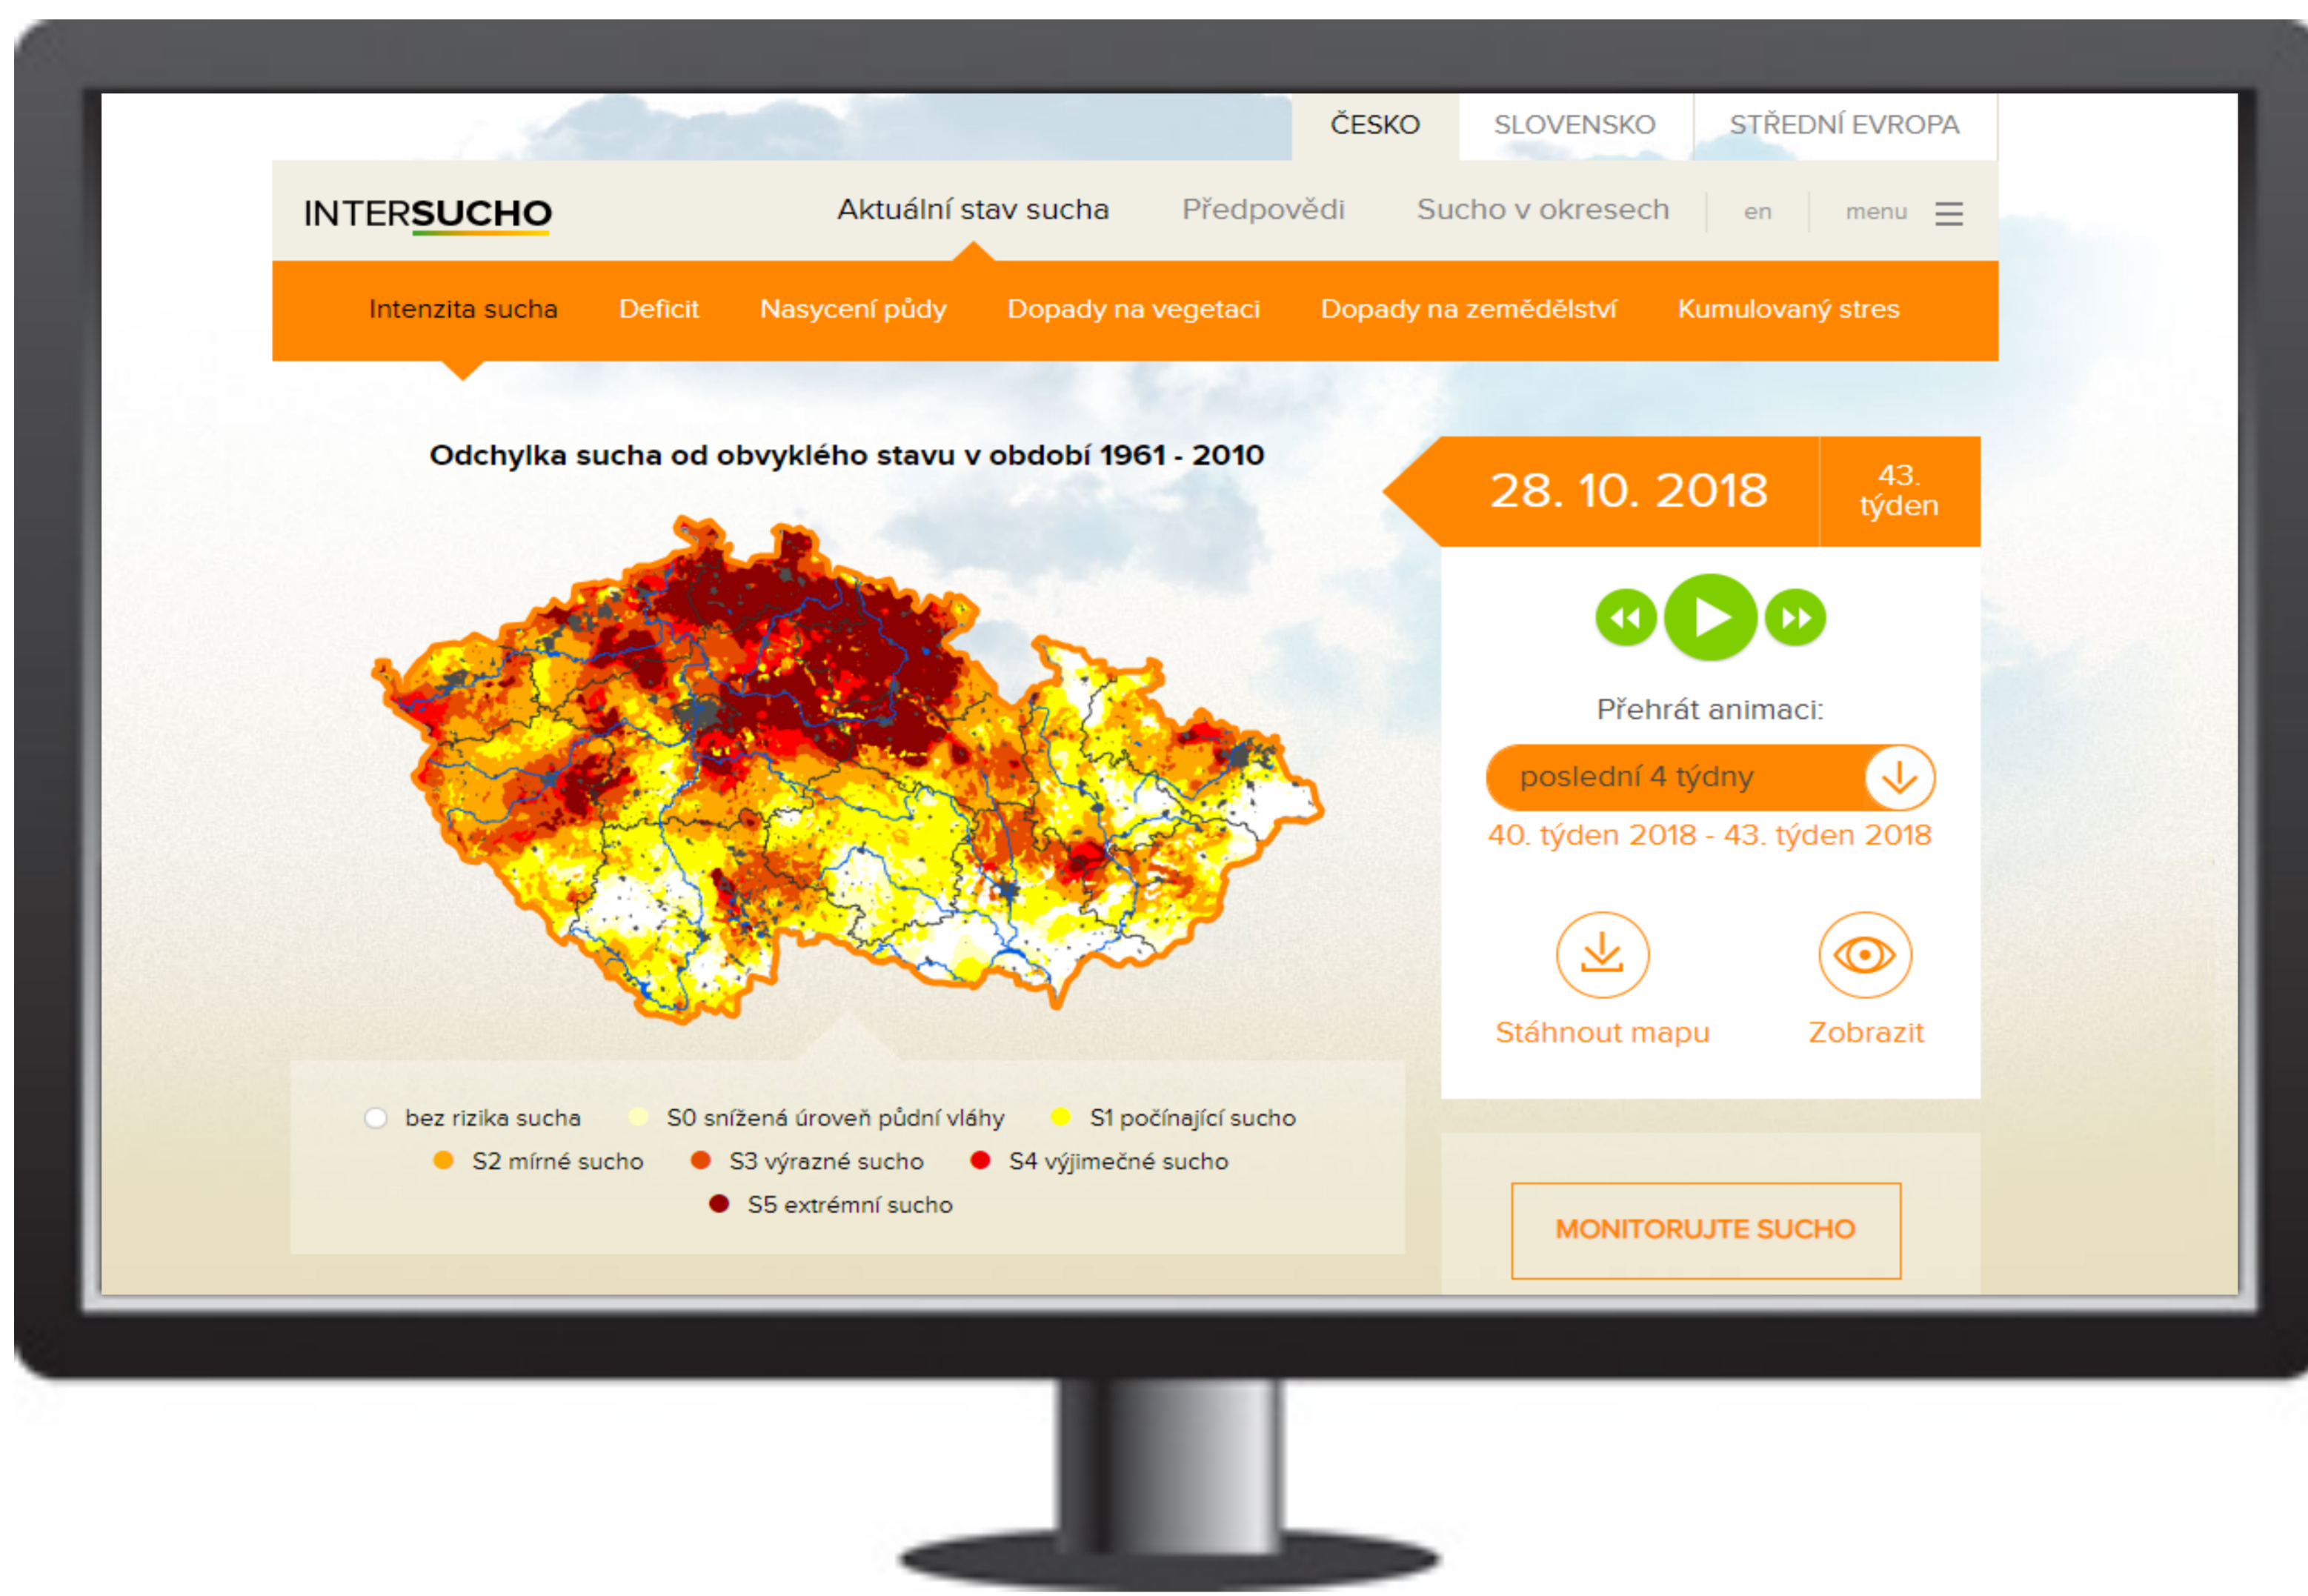 ČESKO SLOVENSKO STŘEDNÍ EVROPA
INTERSUCHO Aktuální stav sucha Předpovědi Sucho v okresech en menu
Intenzita sucha Deficit Nasycení půdy Dopady na vegetaci Dopady na zemědělství Kumulovaný stres
Odchylka sucha od obvyklého stavu v období 1961 - 2010
28. 10. 2018
43.
týden
Přehrát animaci:
poslední 4 týdny
40. týden 2018 - 43. týden 2018
Stáhnout mapu Zobrazit
bez rizika sucha S0 snížená úroveň půdní vláhy S1 počínající sucho
S2 mírné sucho S3 výrazné sucho S4 výjimečné sucho
S5 extrémní sucho
MONITORUJTE SUCHO